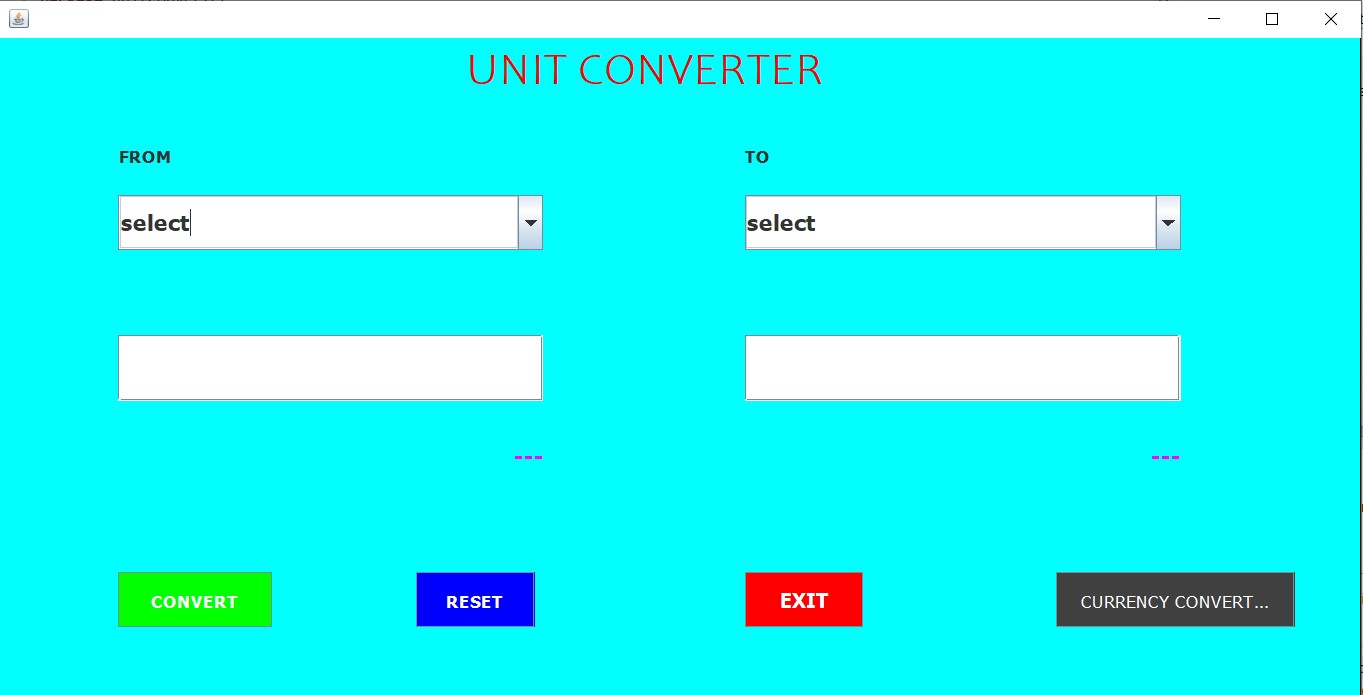 UNIT CONVERTER
FROM
TO
select
select
---
---
CONVERT
RESET
EXIT
CURRENCY CONVERT...